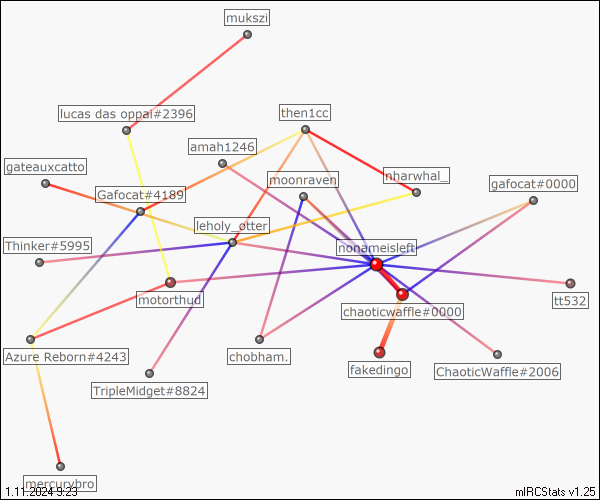 mukszi
lucas das oppai#2396
then1cc
amah1246
gateauxcatto
moonraven
nharwhal_
gafocat#0000
Gafocat#4189
leholy_otter
Thinker#5995
nonameisleft
motorthud
tt532
chaoticwaffle#0000
Azure Reborn#4243
chobham.
fakedingo
ChaoticWaffle#2006
TripleMidget#8824
mercurybro
1.11.2024 9:23
mIRCStats v1.25